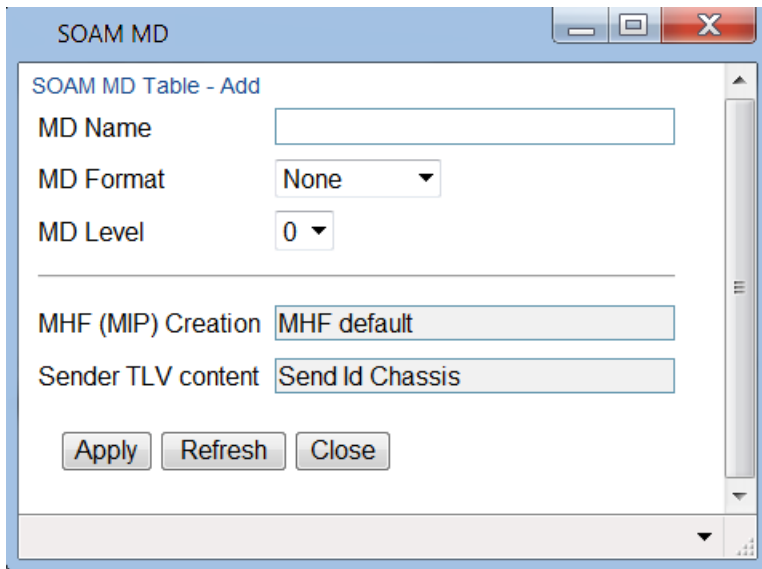 SOAM MD
SOAM MD Table - Add
MD Name
MD Format None
MD Level 0
MHF (MIP) Creation MHF default
Sender TLV content Send Id Chassis
Apply Refresh Close